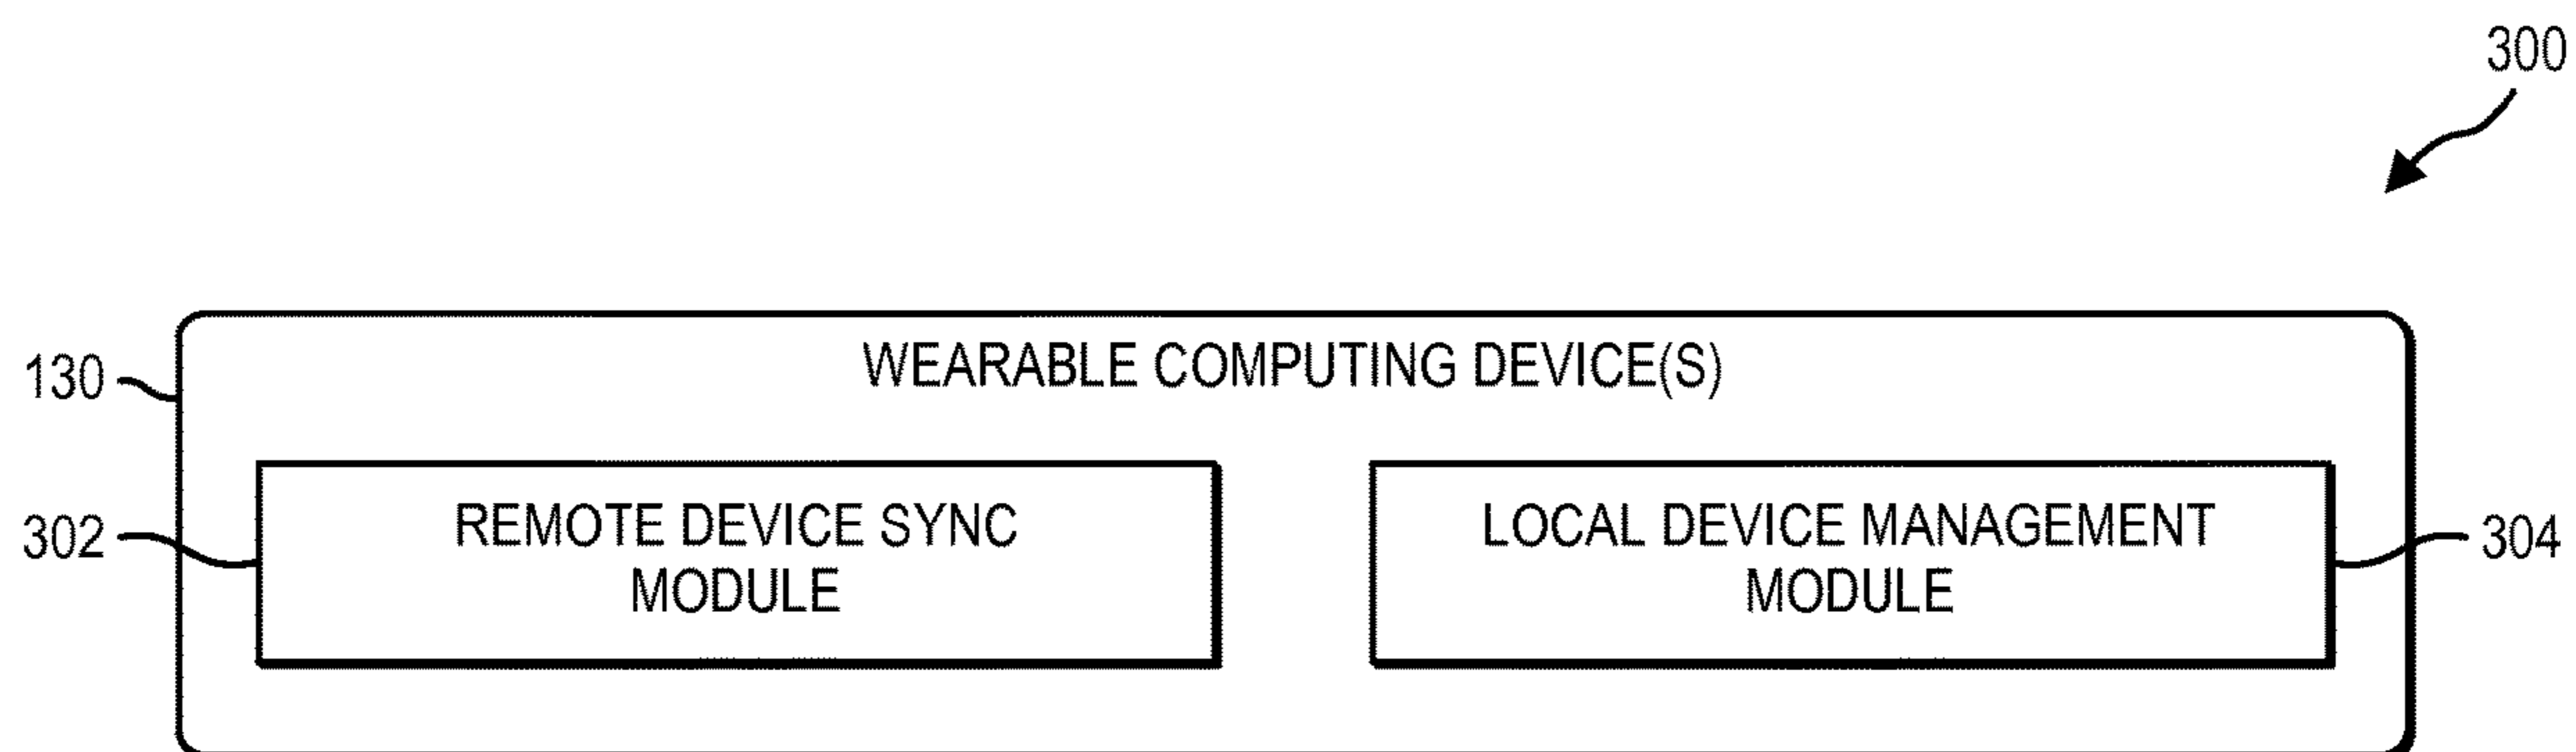 300
WEARABLE COMPUTING DEVICE(S)
130
REMOTE DEVICE SYNC
MODULE
302
LOCAL DEVICE MANAGEMENT
MODULE
304